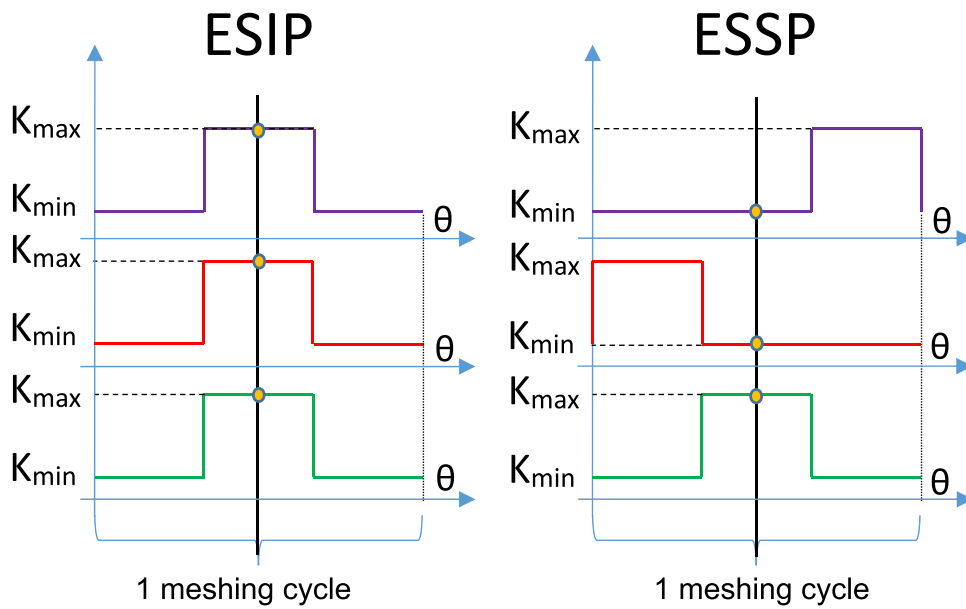 ESIP
Kmax
Kmin
θ
Kmax
Kmin
θ
Kmax
Kmin
θ
1 meshing cycle
ESSP
Kmax
Kmin
θ
Kmax
Kmin
θ
Kmax
Kmin
θ
1 meshing cycle